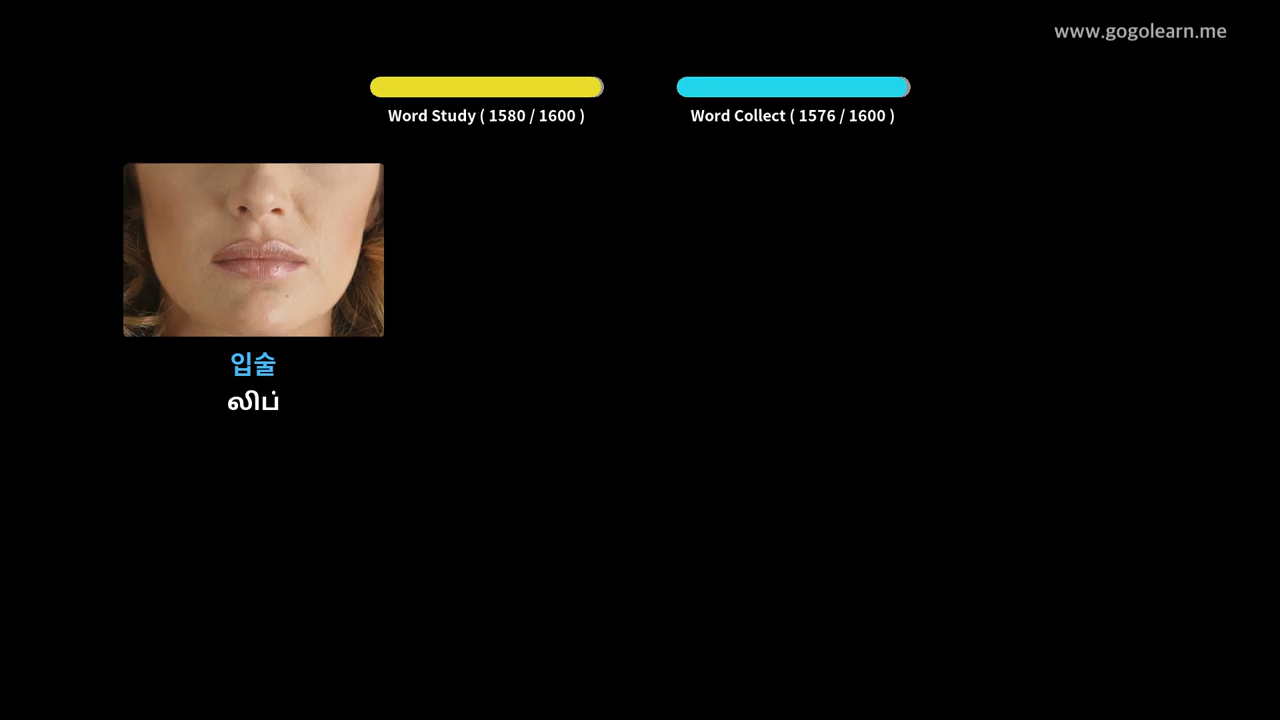 www.gogolearn.me
Word Study ( 1580 / 1600 )
Word Collect ( 1576 / 1600 )
입술
லிப்